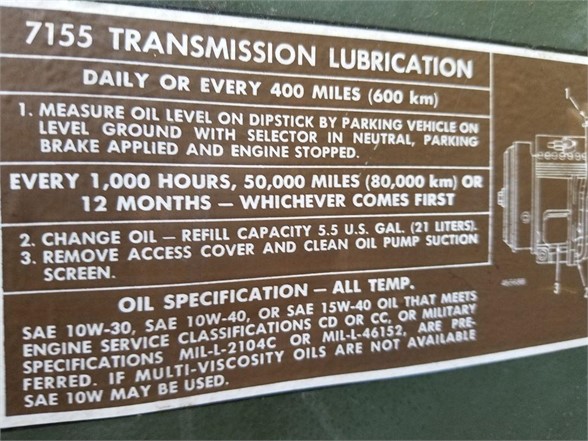 7155 TRANSMISSION LUBRICATION
DAILY OR EVERY 400 MILES (600 km)
1. MEASURE OIL LEVEL ON DIPSTICK BY PARKING VEHICLE ON
LEVEL GROUND WITH SELECTOR IN NEUTRAL, PARKING
BRAKE APPLIED AND ENGINE STOPPED.
EVERY 1,000 HOURS, 50,000 MILES (80,000 km) OR
12 MONTHS — WHICHEVER COMES FIRST
2. CHANGE OIL — REFILL CAPACITY 5.5 U.S. GAL. (21 LITERS).
3. REMOVE ACCESS COVER AND CLEAN OIL PUMP SUCTION
SCREEN.
OIL SPECIFICATION — ALL TEMP.
SAE 10W-30, SAE 10W-40, OR SAE 15W-40 OIL THAT MEETS
ENGINE SERVICE CLASSIFICATIONS CD OR CC, OR MILITARY
SPECIFICATIONS MIL-L-2104C OR MIL-L-46152, ARE PRE-
FERRED. IF MULTI-VISCOSITY OILS ARE NOT AVAILABLE
SAE 10W MAY BE USED.
1
3